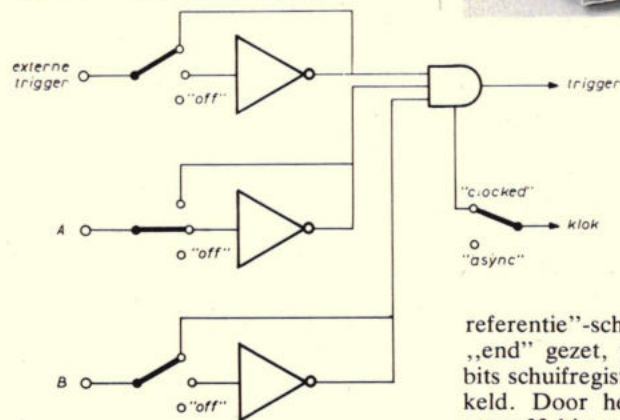 externe
trigger
"off"
trigger
A
"off"
"clocked"
klok
"async"
B
"off"
referentie"-sch
„end" gezet,
bits schuifregist
keld. Door he